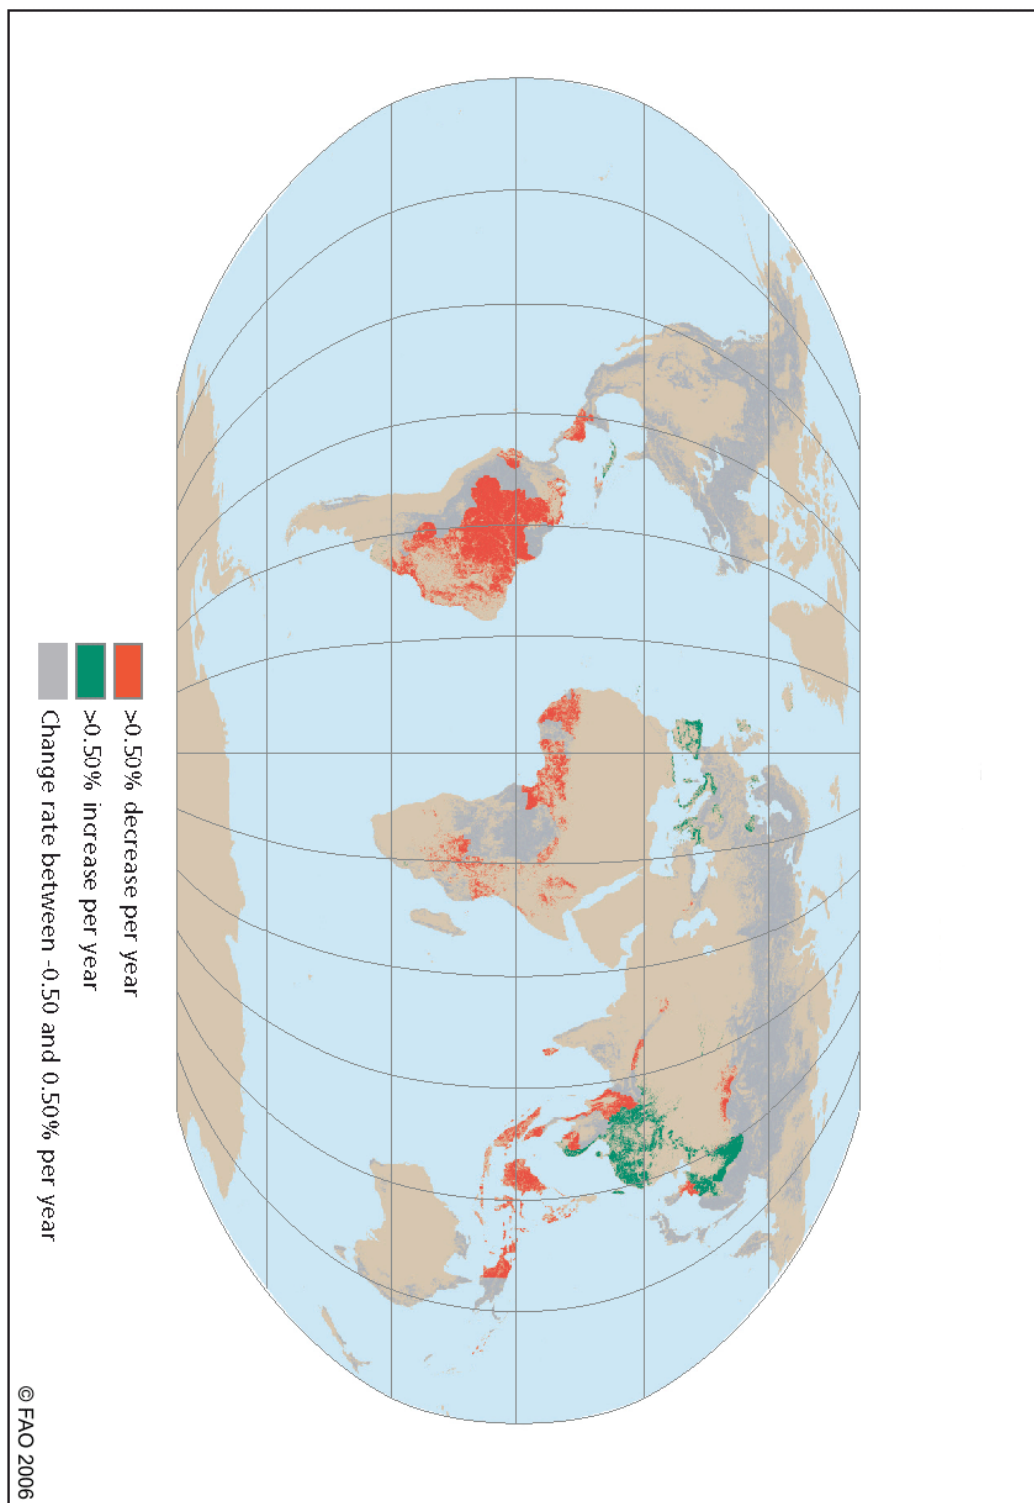 >0.50% decrease per year
>0.50% increase per year
Change rate between -0.50 and 0.50% per year
© FAO 2006